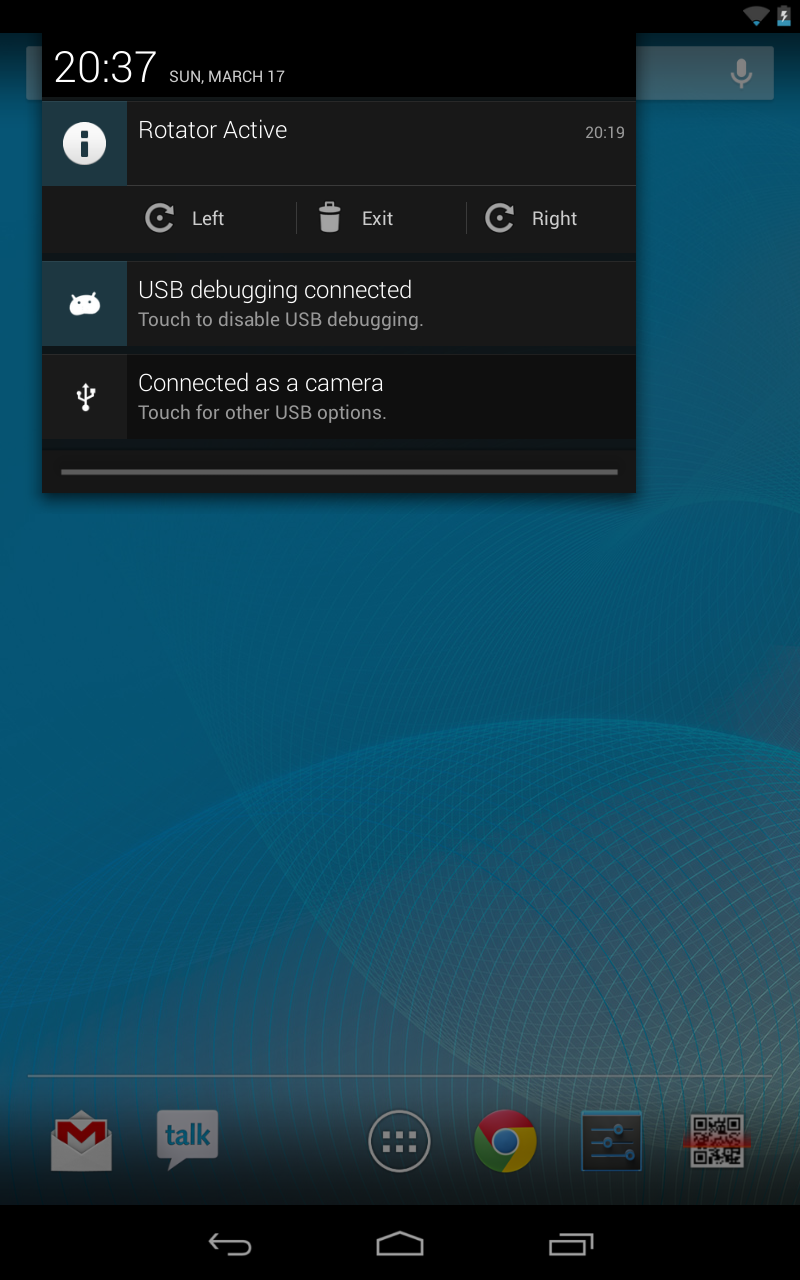 20:37 SUN, MARCH 17
Rotator Active 20:19
Left Exit Right
USB debugging connected
Touch to disable USB debugging.
Connected as a camera
Touch for other USB options.
talk